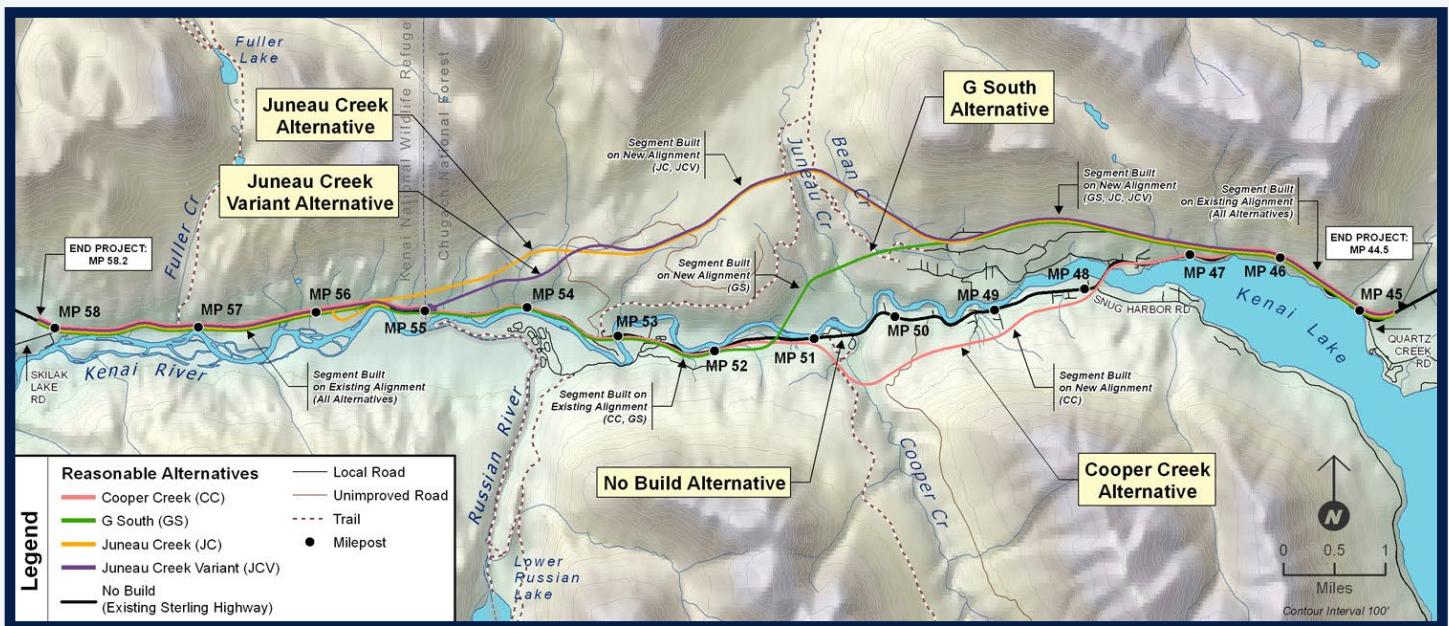 Fuller
Lake
Kenai National Wildlife Refuge
Chugach National Forest
Juneau Creek
Alternative
G South
Alternative
Segment Built
on New Alignment
(JC, JCV)
Juneau Cr
Bean Cr
Juneau Creek
Variant Alternative
Segment Built
on New Alignment
(GS, JC, JCV)
Segment Built
on Existing Alignment
(All Alternatives)
Fuller Cr
END PROJECT:
MP 58.2
END PROJECT:
MP 44.5
Segment Built
on New Alignment
(GS)
MP 58
MP 57
MP 56
MP 55
MP 54
MP 53
MP 52
MP 51
MP 50
MP 49
MP 48
MP 47
MP 46
MP 45
SNUG HARBOR RD
Kenai Lake
QUARTZ
CREEK
RD
SKILAK
LAKE
RD
Kenai River
Segment Built
on Existing Alignment
(All Alternatives)
Segment Built on
Existing Alignment
(CC, GS)
Segment Built
on New Alignment
(CC)
Russian River
No Build Alternative
Cooper Cr
Cooper Creek
Alternative
Lower
Russian
Lake
Legend
Reasonable Alternatives
Cooper Creek (CC)
G South (GS)
Juneau Creek (JC)
Juneau Creek Variant (JCV)
No Build
(Existing Sterling Highway)
Local Road
Unimproved Road
Trail
Milepost
N
0 0.5 1
Miles
Contour Interval 100'